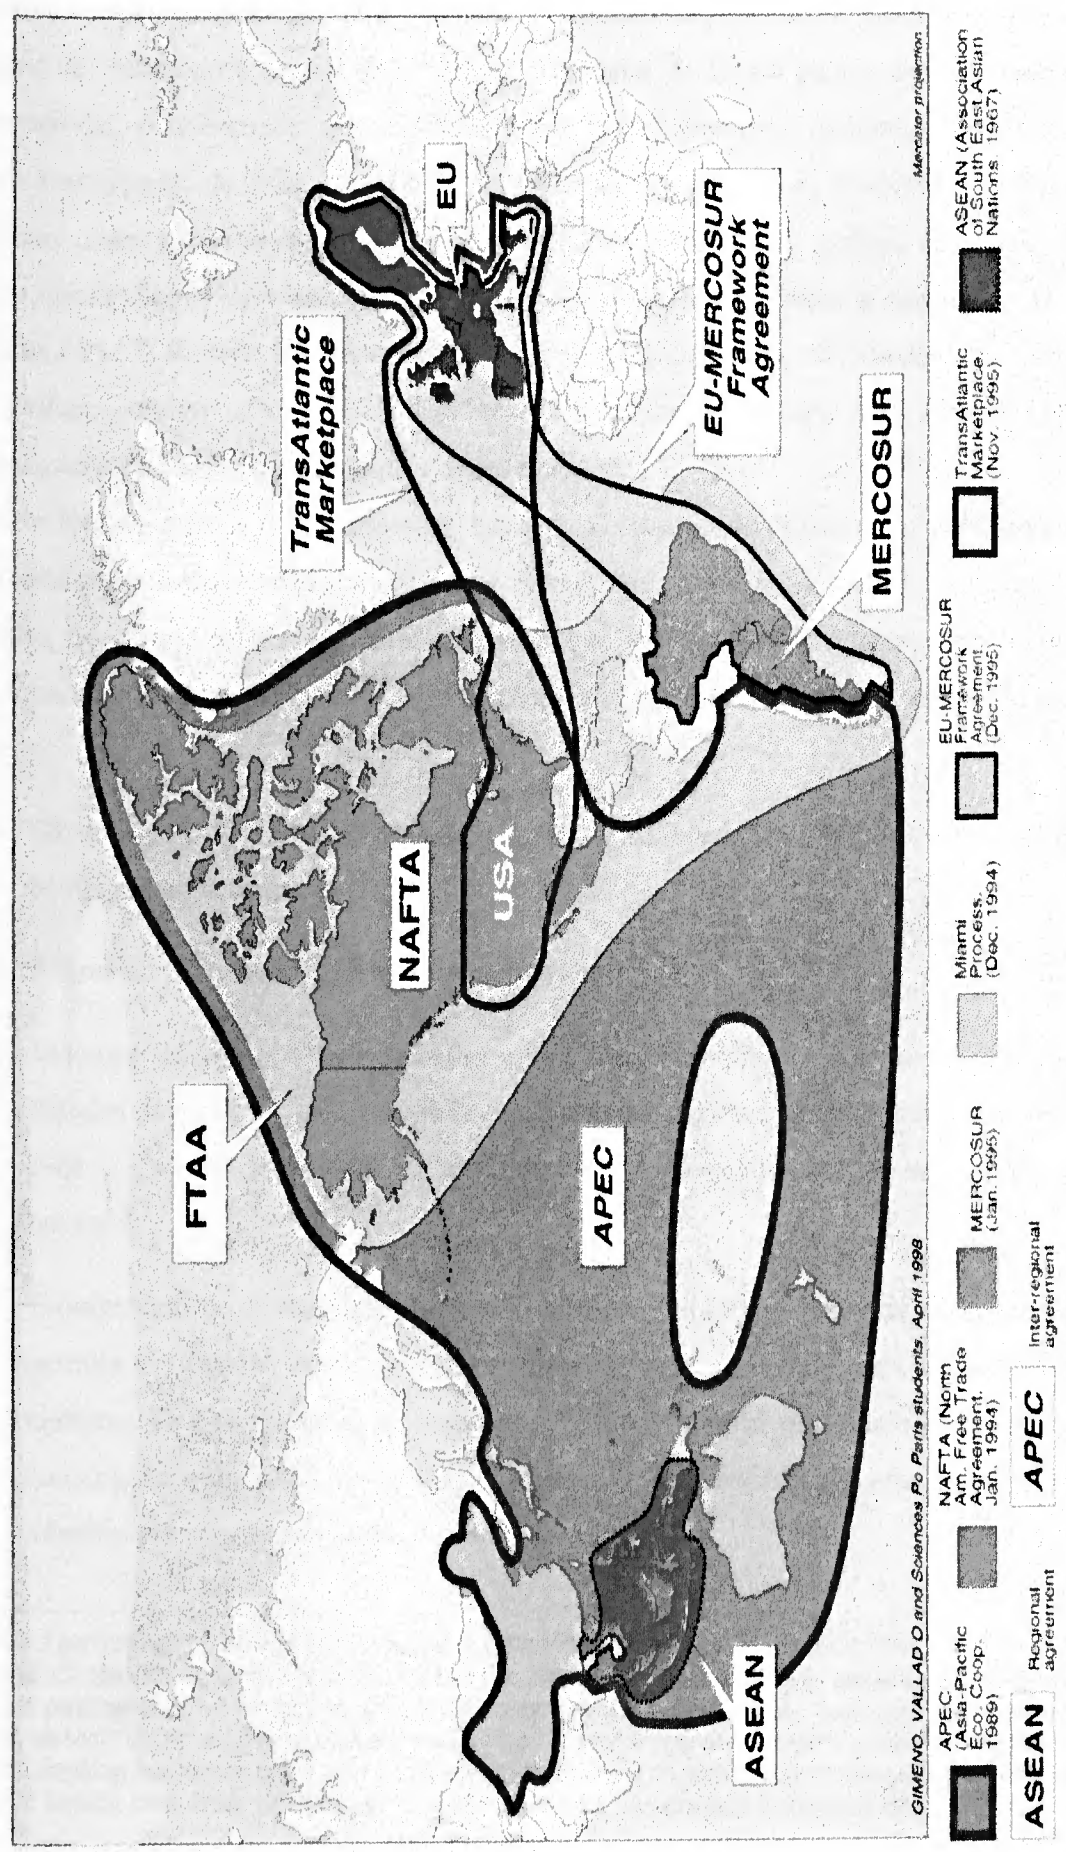 FTAA
NAFTA
USA
APEC
ASEAN
TransAtlantic
Marketplace
EU
EU-MERCOSUR
Framework
Agreement
MERCOSUR
GIMENO. VALLAD O and Sciences Po Paris students. April 1998
Mercator projection
APEC
(Asia-Pacific
Eco. Coop.
1989)
NAFTA (North
Am. Free Trade
Agreement.
Jan. 1994)
MERCOSUR
(Jan.1995)
Miami
Process.
(Dec. 1994)
EU-MERCOSUR
Framework
Agreement.
(Dec. 1995)
TransAtlantic
Marketplace.
(Nov. 1995)
ASEAN (Association
of South East Asian
Nations. 1967)
ASEAN
Regional
agreement
APEC
Inter-regional
agreement